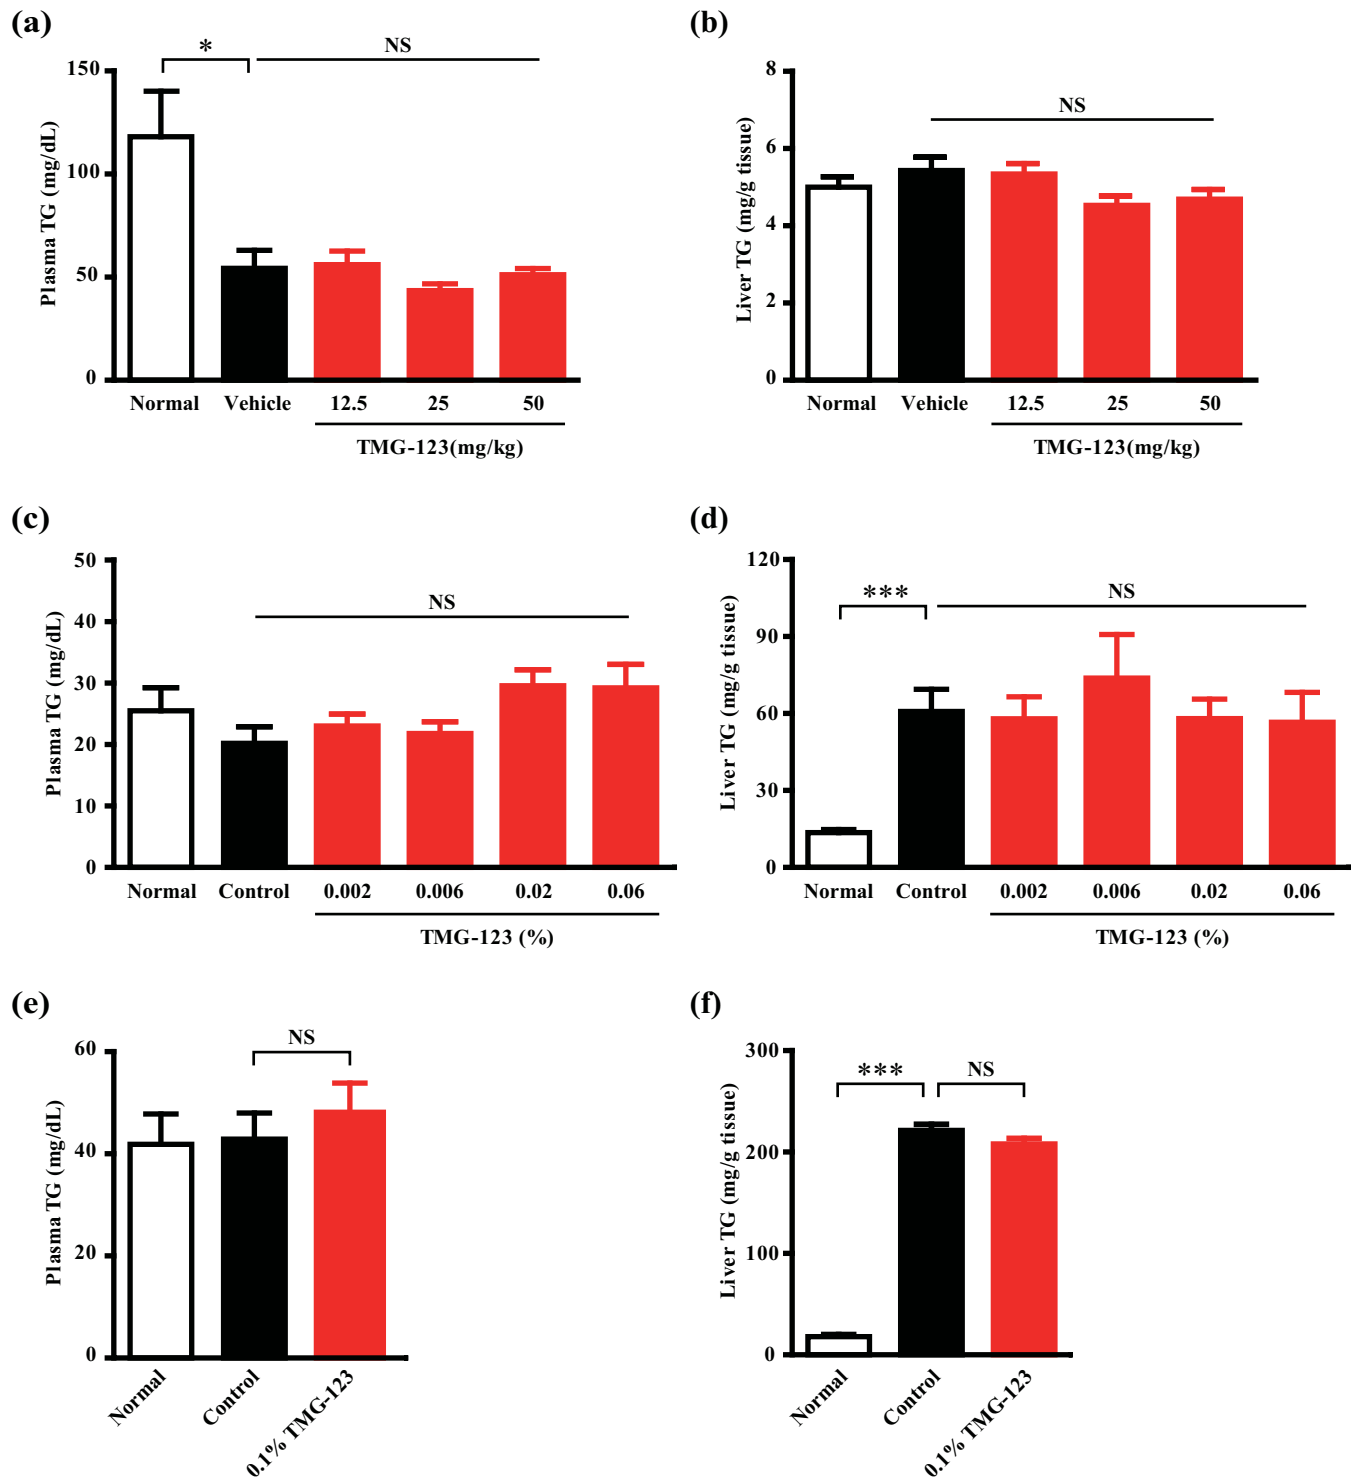 (a)
* NS
Plasma TG (mg/dL)
150
100
50
0
Normal Vehicle 12.5 25 50
TMG-123(mg/kg)
(b)
NS
Liver TG (mg/g tissue)
8
6
4
2
0
Normal Vehicle 12.5 25 50
TMG-123(mg/kg)
(c)
NS
Plasma TG (mg/dL)
50
40
30
20
10
0
Normal Control 0.002 0.006 0.02 0.06
TMG-123 (%)
(d)
*** NS
Liver TG (mg/g tissue)
120
90
60
30
0
Normal Control 0.002 0.006 0.02 0.06
TMG-123 (%)
(e)
NS
Plasma TG (mg/dL)
60
40
20
0
Normal
Control
0.1% TMG-123
(f)
*** NS
Liver TG (mg/g tissue)
300
200
100
0
Normal
Control
0.1% TMG-123